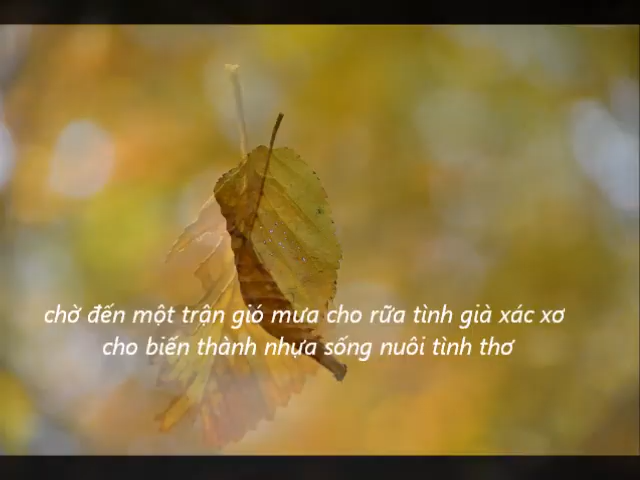 chờ đến một trận gió mưa cho rữa tình già xác xơ
cho biến thành nhựa sống nuôi tình thơ